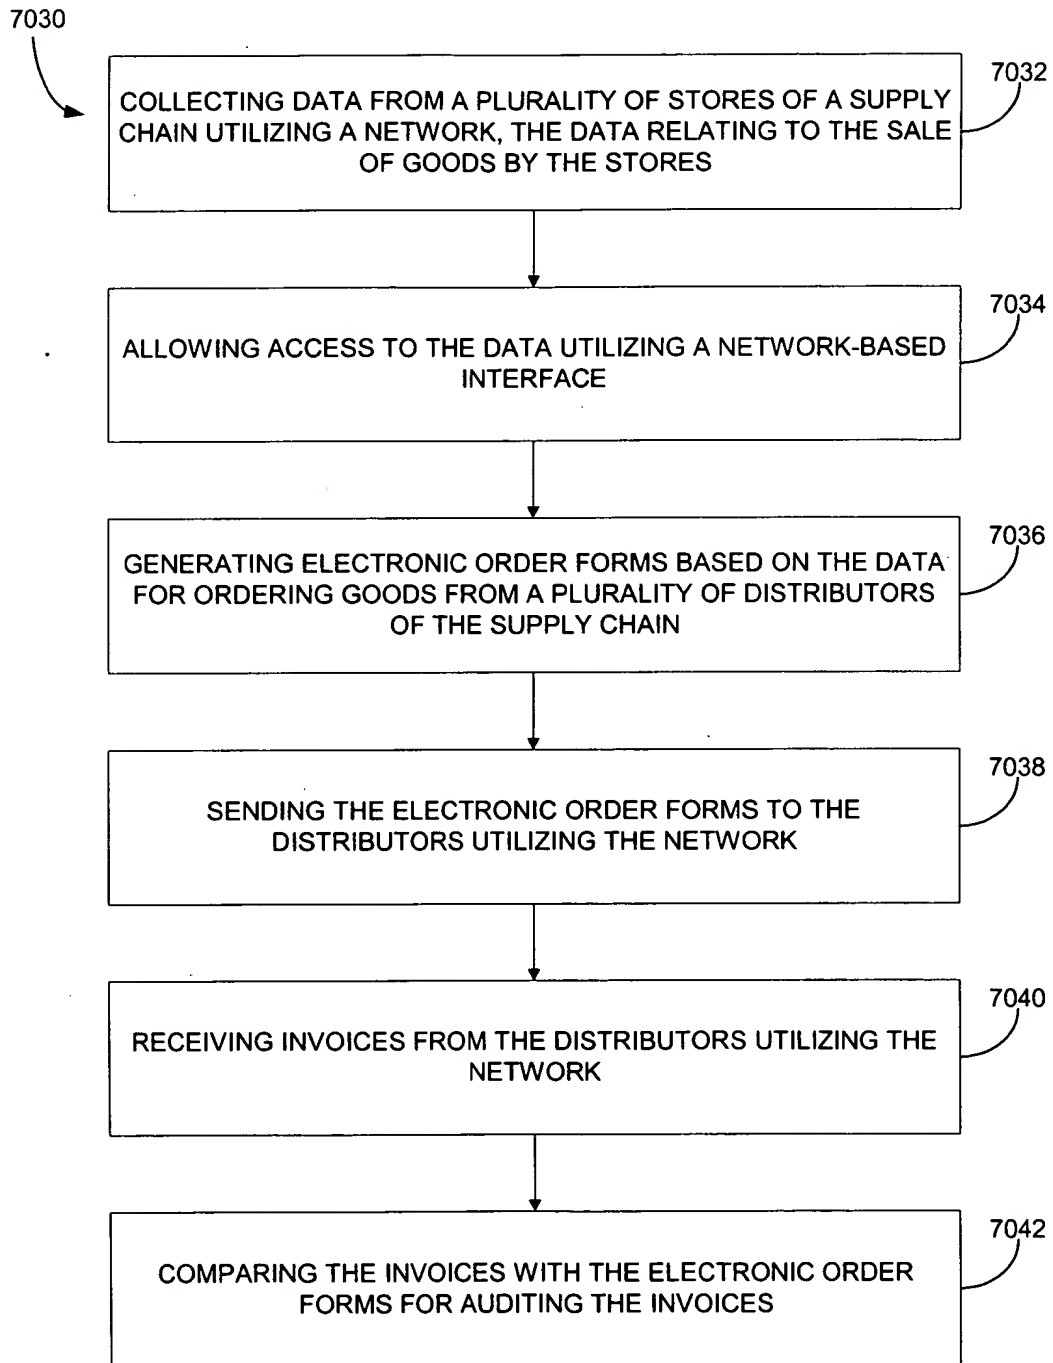 7030
7032
COLLECTING DATA FROM A PLURALITY OF STORES OF A SUPPLY
CHAIN UTILIZING A NETWORK, THE DATA RELATING TO THE SALE
OF GOODS BY THE STORES
7034
ALLOWING ACCESS TO THE DATA UTILIZING A NETWORK-BASED
INTERFACE
7036
GENERATING ELECTRONIC ORDER FORMS BASED ON THE DATA
FOR ORDERING GOODS FROM A PLURALITY OF DISTRIBUTORS
OF THE SUPPLY CHAIN
7038
SENDING THE ELECTRONIC ORDER FORMS TO THE
DISTRIBUTORS UTILIZING THE NETWORK
7040
RECEIVING INVOICES FROM THE DISTRIBUTORS UTILIZING THE
NETWORK
7042
COMPARING THE INVOICES WITH THE ELECTRONIC ORDER
FORMS FOR AUDITING THE INVOICES